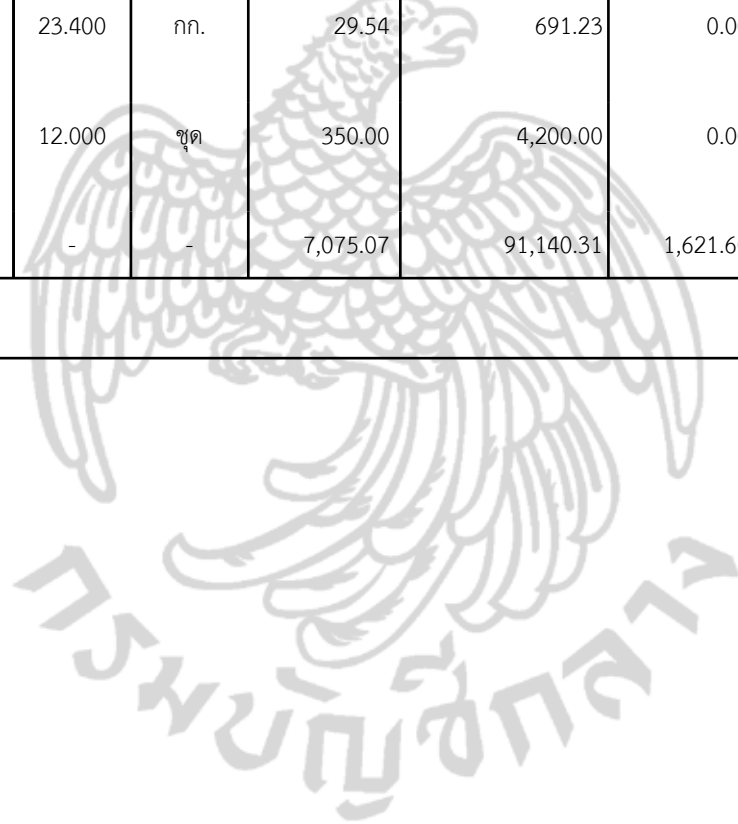 23.400 กก. 29.54 691.23 0.0
12.000 ชุด 350.00 4,200.00 0.0
- - 7,075.07 91,140.31 1,621.6
กรมบัญชีกลาง